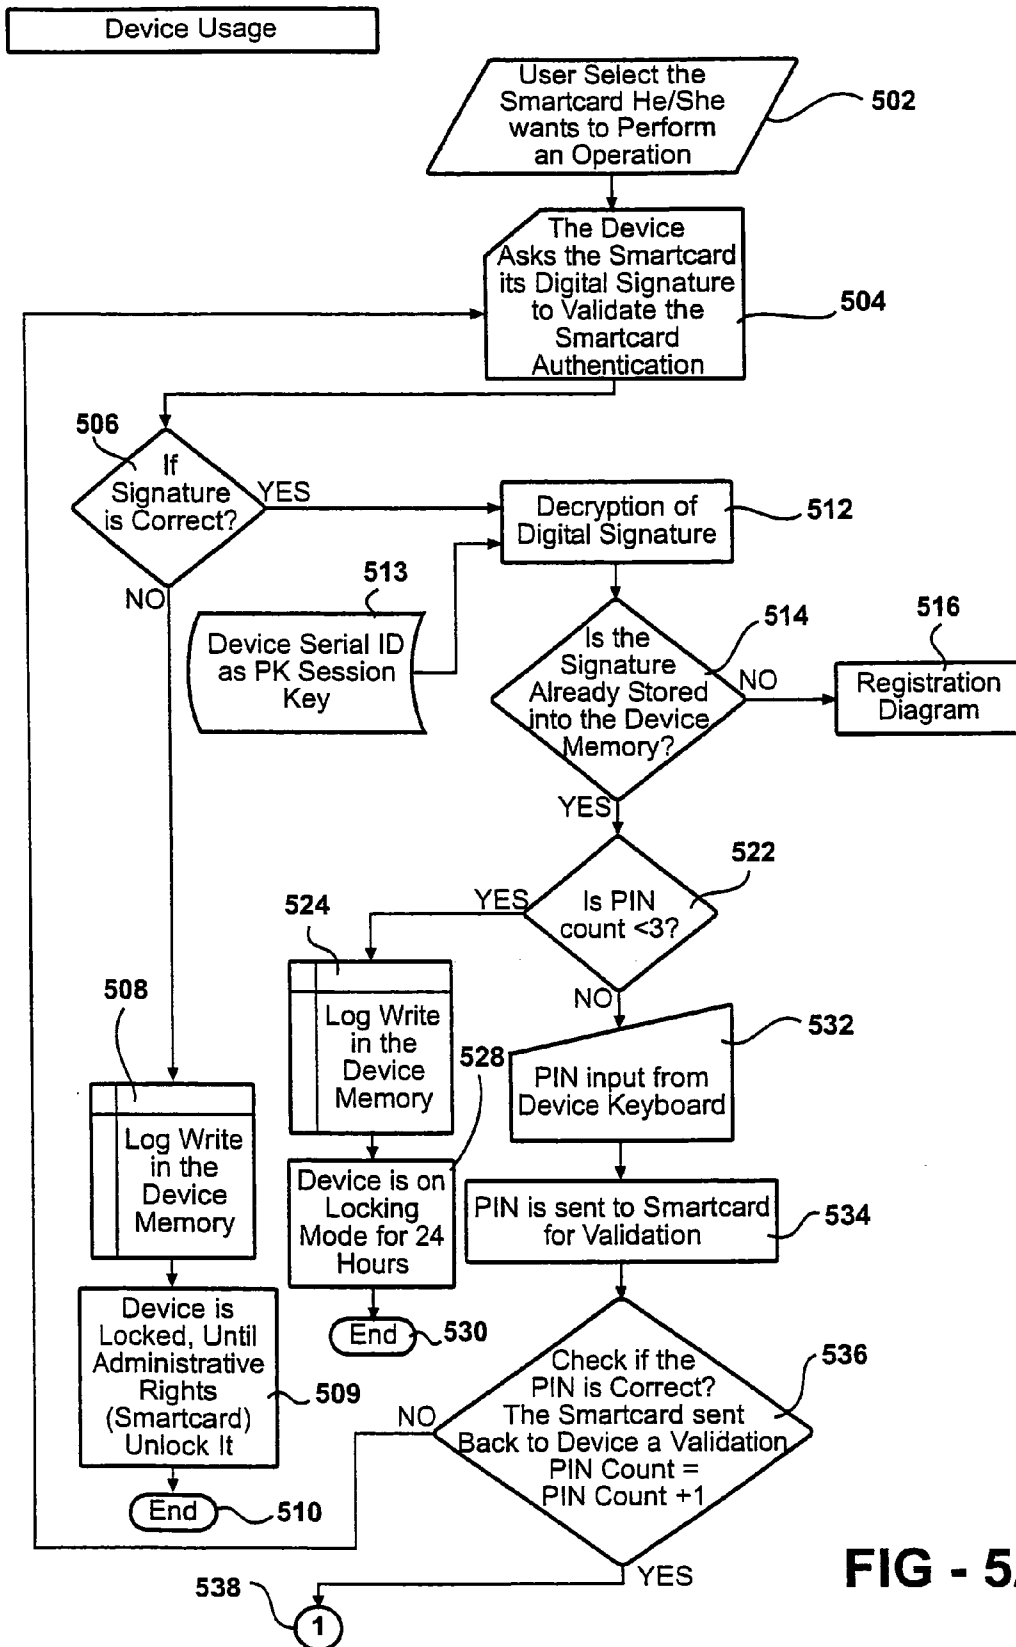 Device Usage
User Select the
Smartcard He/She
wants to Perform
an Operation
502
The Device
Asks the Smartcard
its Digital Signature
to Validate the
Smartcard
Authentication
504
506
If
Signature
is Correct?
YES
NO
Decryption of
Digital Signature
512
513
Device Serial ID
as PK Session
Key
514
Is the
Signature
Already Stored
into the Device
Memory?
NO
YES
516
Registration
Diagram
522
Is PIN
count <3?
YES
NO
524
Log Write
in the
Device
Memory
508
Log Write
in the
Device
Memory
528
Device is on
Locking
Mode for 24
Hours
End
530
532
PIN input from
Device Keyboard
PIN is sent to Smartcard
for Validation
534
Device is
Locked, Until
Administrative
Rights
(Smartcard)
Unlock It
509
End
510
536
Check if the
PIN is Correct?
The Smartcard sent
Back to Device a Validation
PIN Count =
PIN Count +1
NO
YES
538
1
FIG - 5